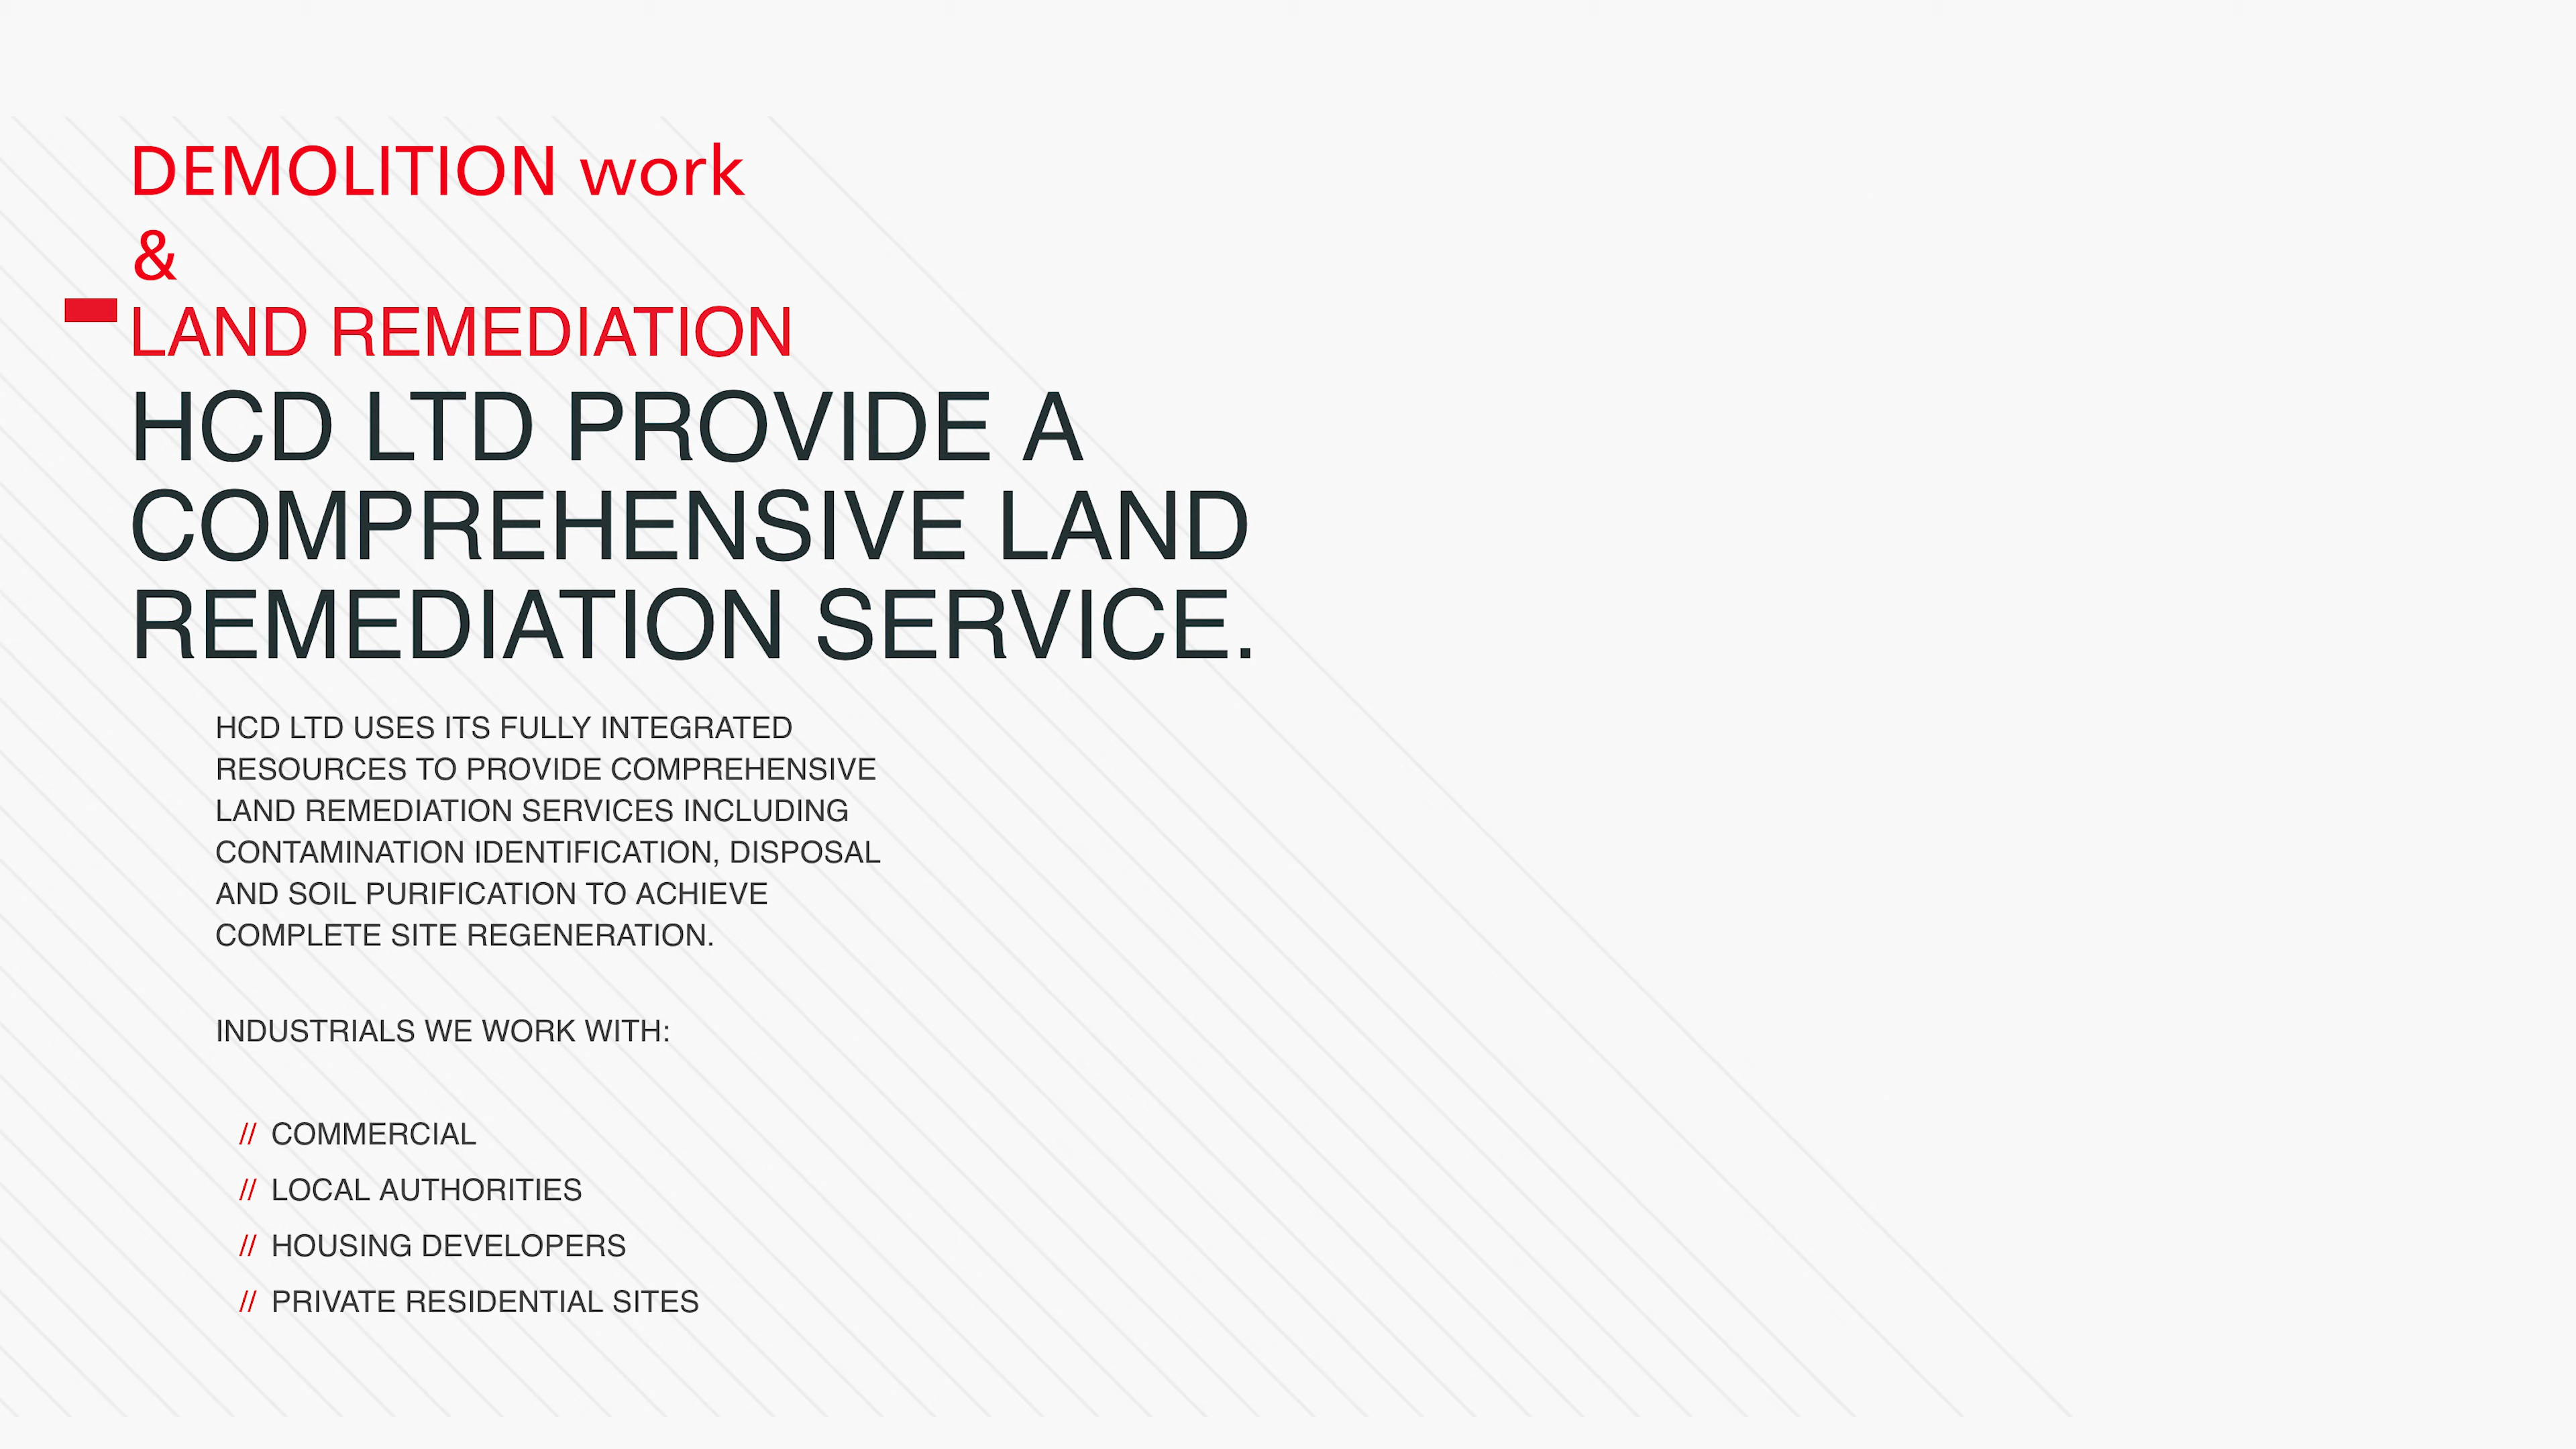 DEMOLITION work
&
LAND REMEDIATION
HCD LTD PROVIDE A
COMPREHENSIVE LAND
REMEDIATION SERVICE.
HCD LTD USES ITS FULLY INTEGRATED
RESOURCES TO PROVIDE COMPREHENSIVE
LAND REMEDIATION SERVICES INCLUDING
CONTAMINATION IDENTIFICATION, DISPOSAL
AND SOIL PURIFICATION TO ACHIEVE
COMPLETE SITE REGENERATION.
INDUSTRIALS WE WORK WITH:
// COMMERCIAL
// LOCAL AUTHORITIES
// HOUSING DEVELOPERS
// PRIVATE RESIDENTIAL SITES